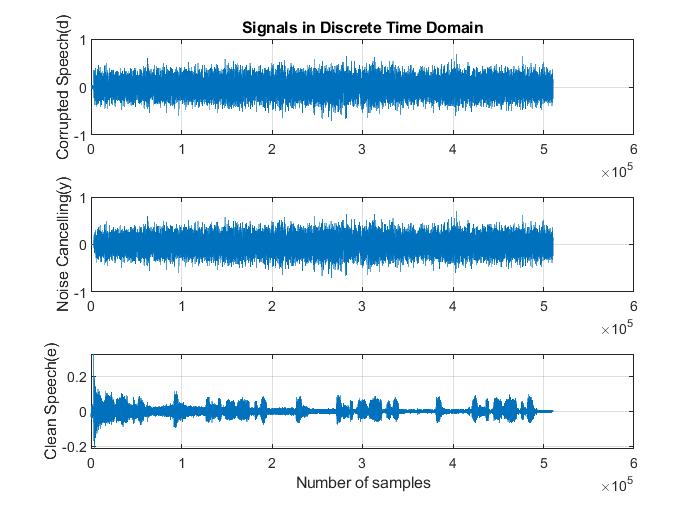 Signals in Discrete Time Domain
Corrupted Speech(d)
1
0
-1
0 1 2 3 4 5 6
×10^5
Noise Cancelling(y)
1
0
-1
0 1 2 3 4 5 6
×10^5
Clean Speech(e)
0.2
0
-0.2
0 1 2 3 4 5 6
Number of samples
×10^5